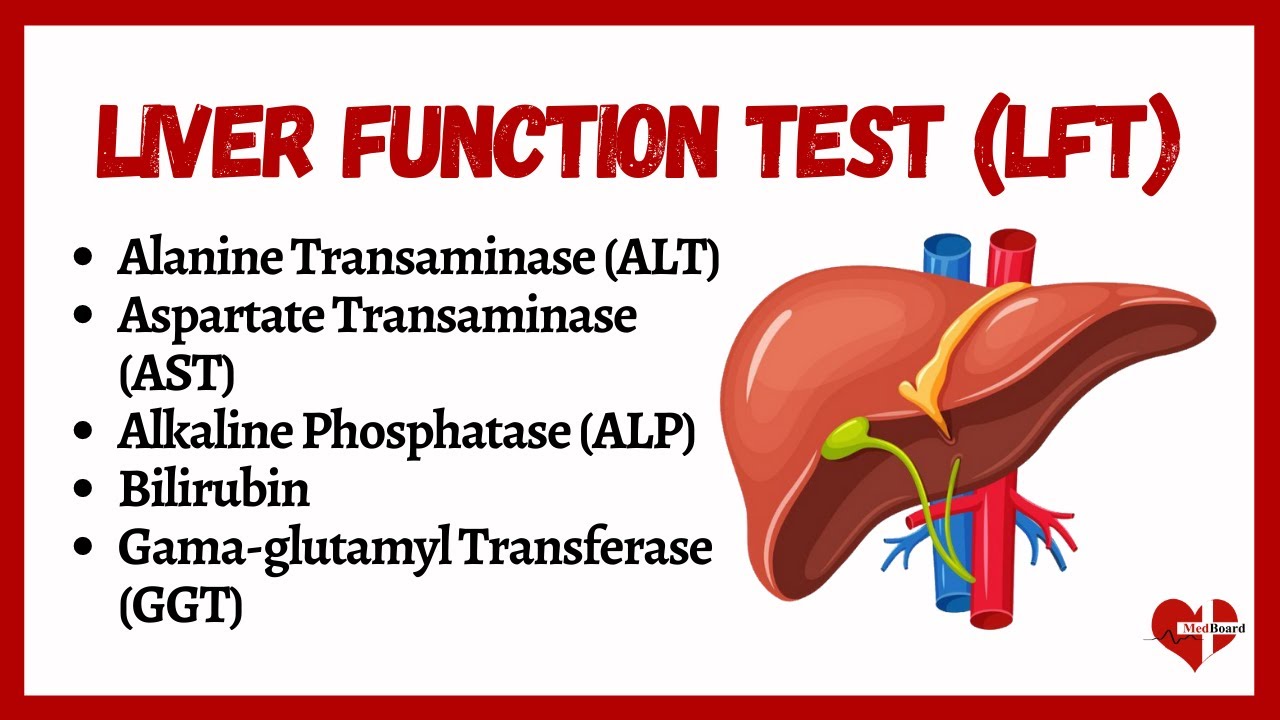 LIVER FUNCTION TEST (LFT)
• Alanine Transaminase (ALT)
• Aspartate Transaminase
(AST)
• Alkaline Phosphatase (ALP)
• Bilirubin
• Gama-glutamyl Transferase
(GGT)
MedBoard